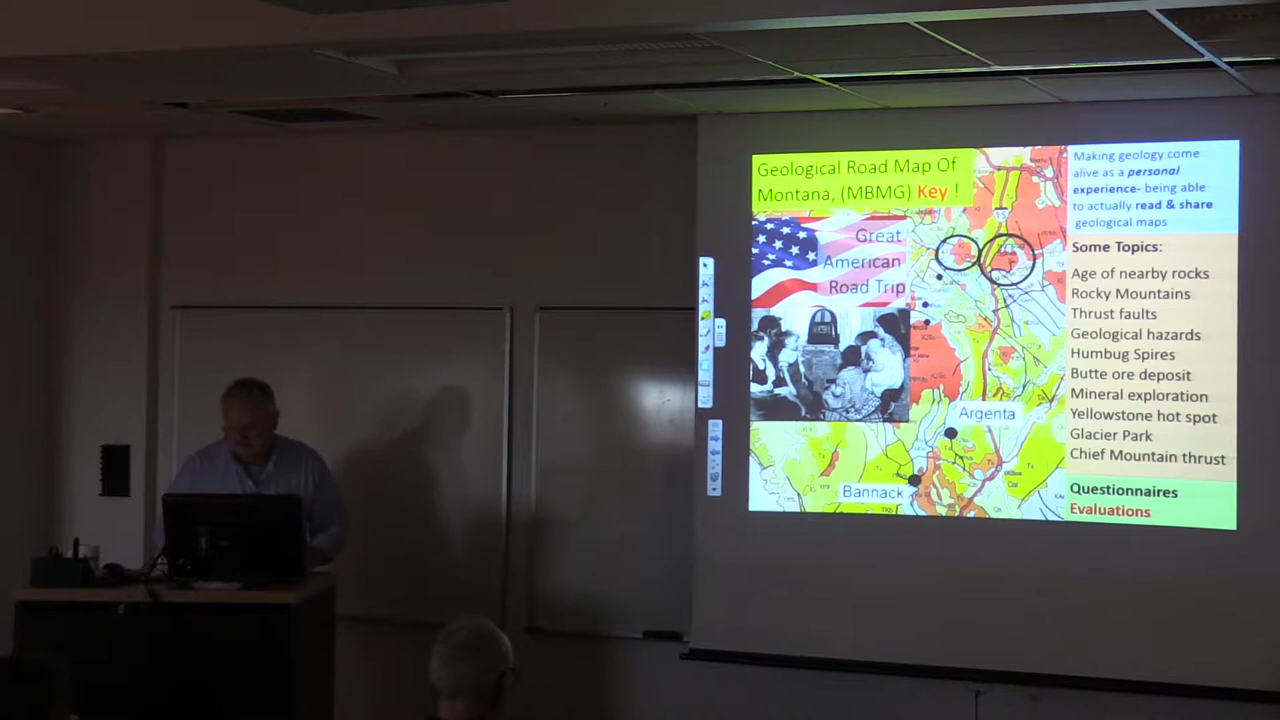 Geological Road Map Of
Montana, (MBMG) Key !
Great
American
Road Trip
15
Argenta
Bannack
Making geology come
alive as a personal
experience- being able
to actually read & share
geological maps
Some Topics:
Age of nearby rocks
Rocky Mountains
Thrust faults
Geological hazards
Humbug Spires
Butte ore deposit
Mineral exploration
Yellowstone hot spot
Glacier Park
Chief Mountain thrust
Questionnaires
Evaluations